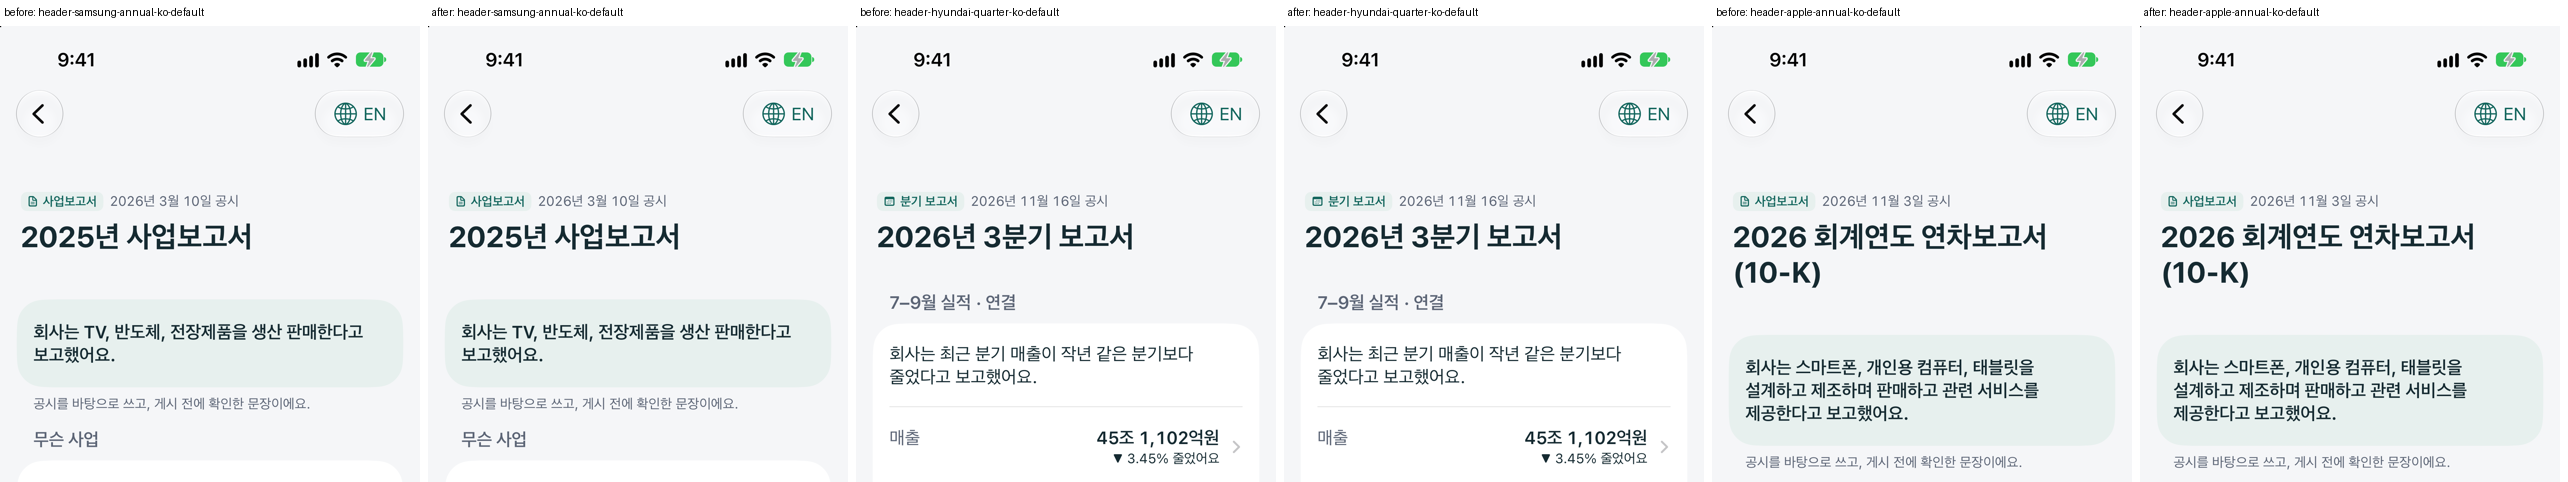 before: header-samsung-annual-ko-default
9:41
EN
사업보고서 2026년 3월 10일 공시
2025년 사업보고서
회사는 TV, 반도체, 전장제품을 생산 판매한다고
보고했어요.
공시를 바탕으로 쓰고, 게시 전에 확인한 문장이에요.
무슨 사업
after: header-samsung-annual-ko-default
9:41
EN
사업보고서 2026년 3월 10일 공시
2025년 사업보고서
회사는 TV, 반도체, 전장제품을 생산 판매한다고
보고했어요.
공시를 바탕으로 쓰고, 게시 전에 확인한 문장이에요.
무슨 사업
before: header-hyundai-quarter-ko-default
9:41
EN
분기 보고서 2026년 11월 16일 공시
2026년 3분기 보고서
7–9월 실적 · 연결
회사는 최근 분기 매출이 작년 같은 분기보다
줄었다고 보고했어요.
매출 45조 1,102억원
▼ 3.45% 줄었어요
after: header-hyundai-quarter-ko-default
9:41
EN
분기 보고서 2026년 11월 16일 공시
2026년 3분기 보고서
7–9월 실적 · 연결
회사는 최근 분기 매출이 작년 같은 분기보다
줄었다고 보고했어요.
매출 45조 1,102억원
▼ 3.45% 줄었어요
before: header-apple-annual-ko-default
9:41
EN
사업보고서 2026년 11월 3일 공시
2026 회계연도 연차보고서
(10-K)
회사는 스마트폰, 개인용 컴퓨터, 태블릿을
설계하고 제조하며 판매하고 관련 서비스를
제공한다고 보고했어요.
공시를 바탕으로 쓰고, 게시 전에 확인한 문장이에요.
after: header-apple-annual-ko-default
9:41
EN
사업보고서 2026년 11월 3일 공시
2026 회계연도 연차보고서
(10-K)
회사는 스마트폰, 개인용 컴퓨터, 태블릿을
설계하고 제조하며 판매하고 관련 서비스를
제공한다고 보고했어요.
공시를 바탕으로 쓰고, 게시 전에 확인한 문장이에요.